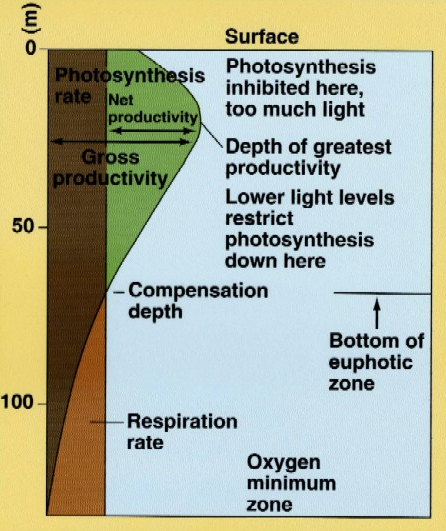 (m)
0
Surface
Photosynthesis
rate
Net
productivity
Gross
productivity
Photosynthesis
inhibited here,
too much light
Depth of greatest
productivity
Lower light levels
restrict
photosynthesis
down here
50
Compensation
depth
Bottom of
euphotic
zone
100
Respiration
rate
Oxygen
minimum
zone